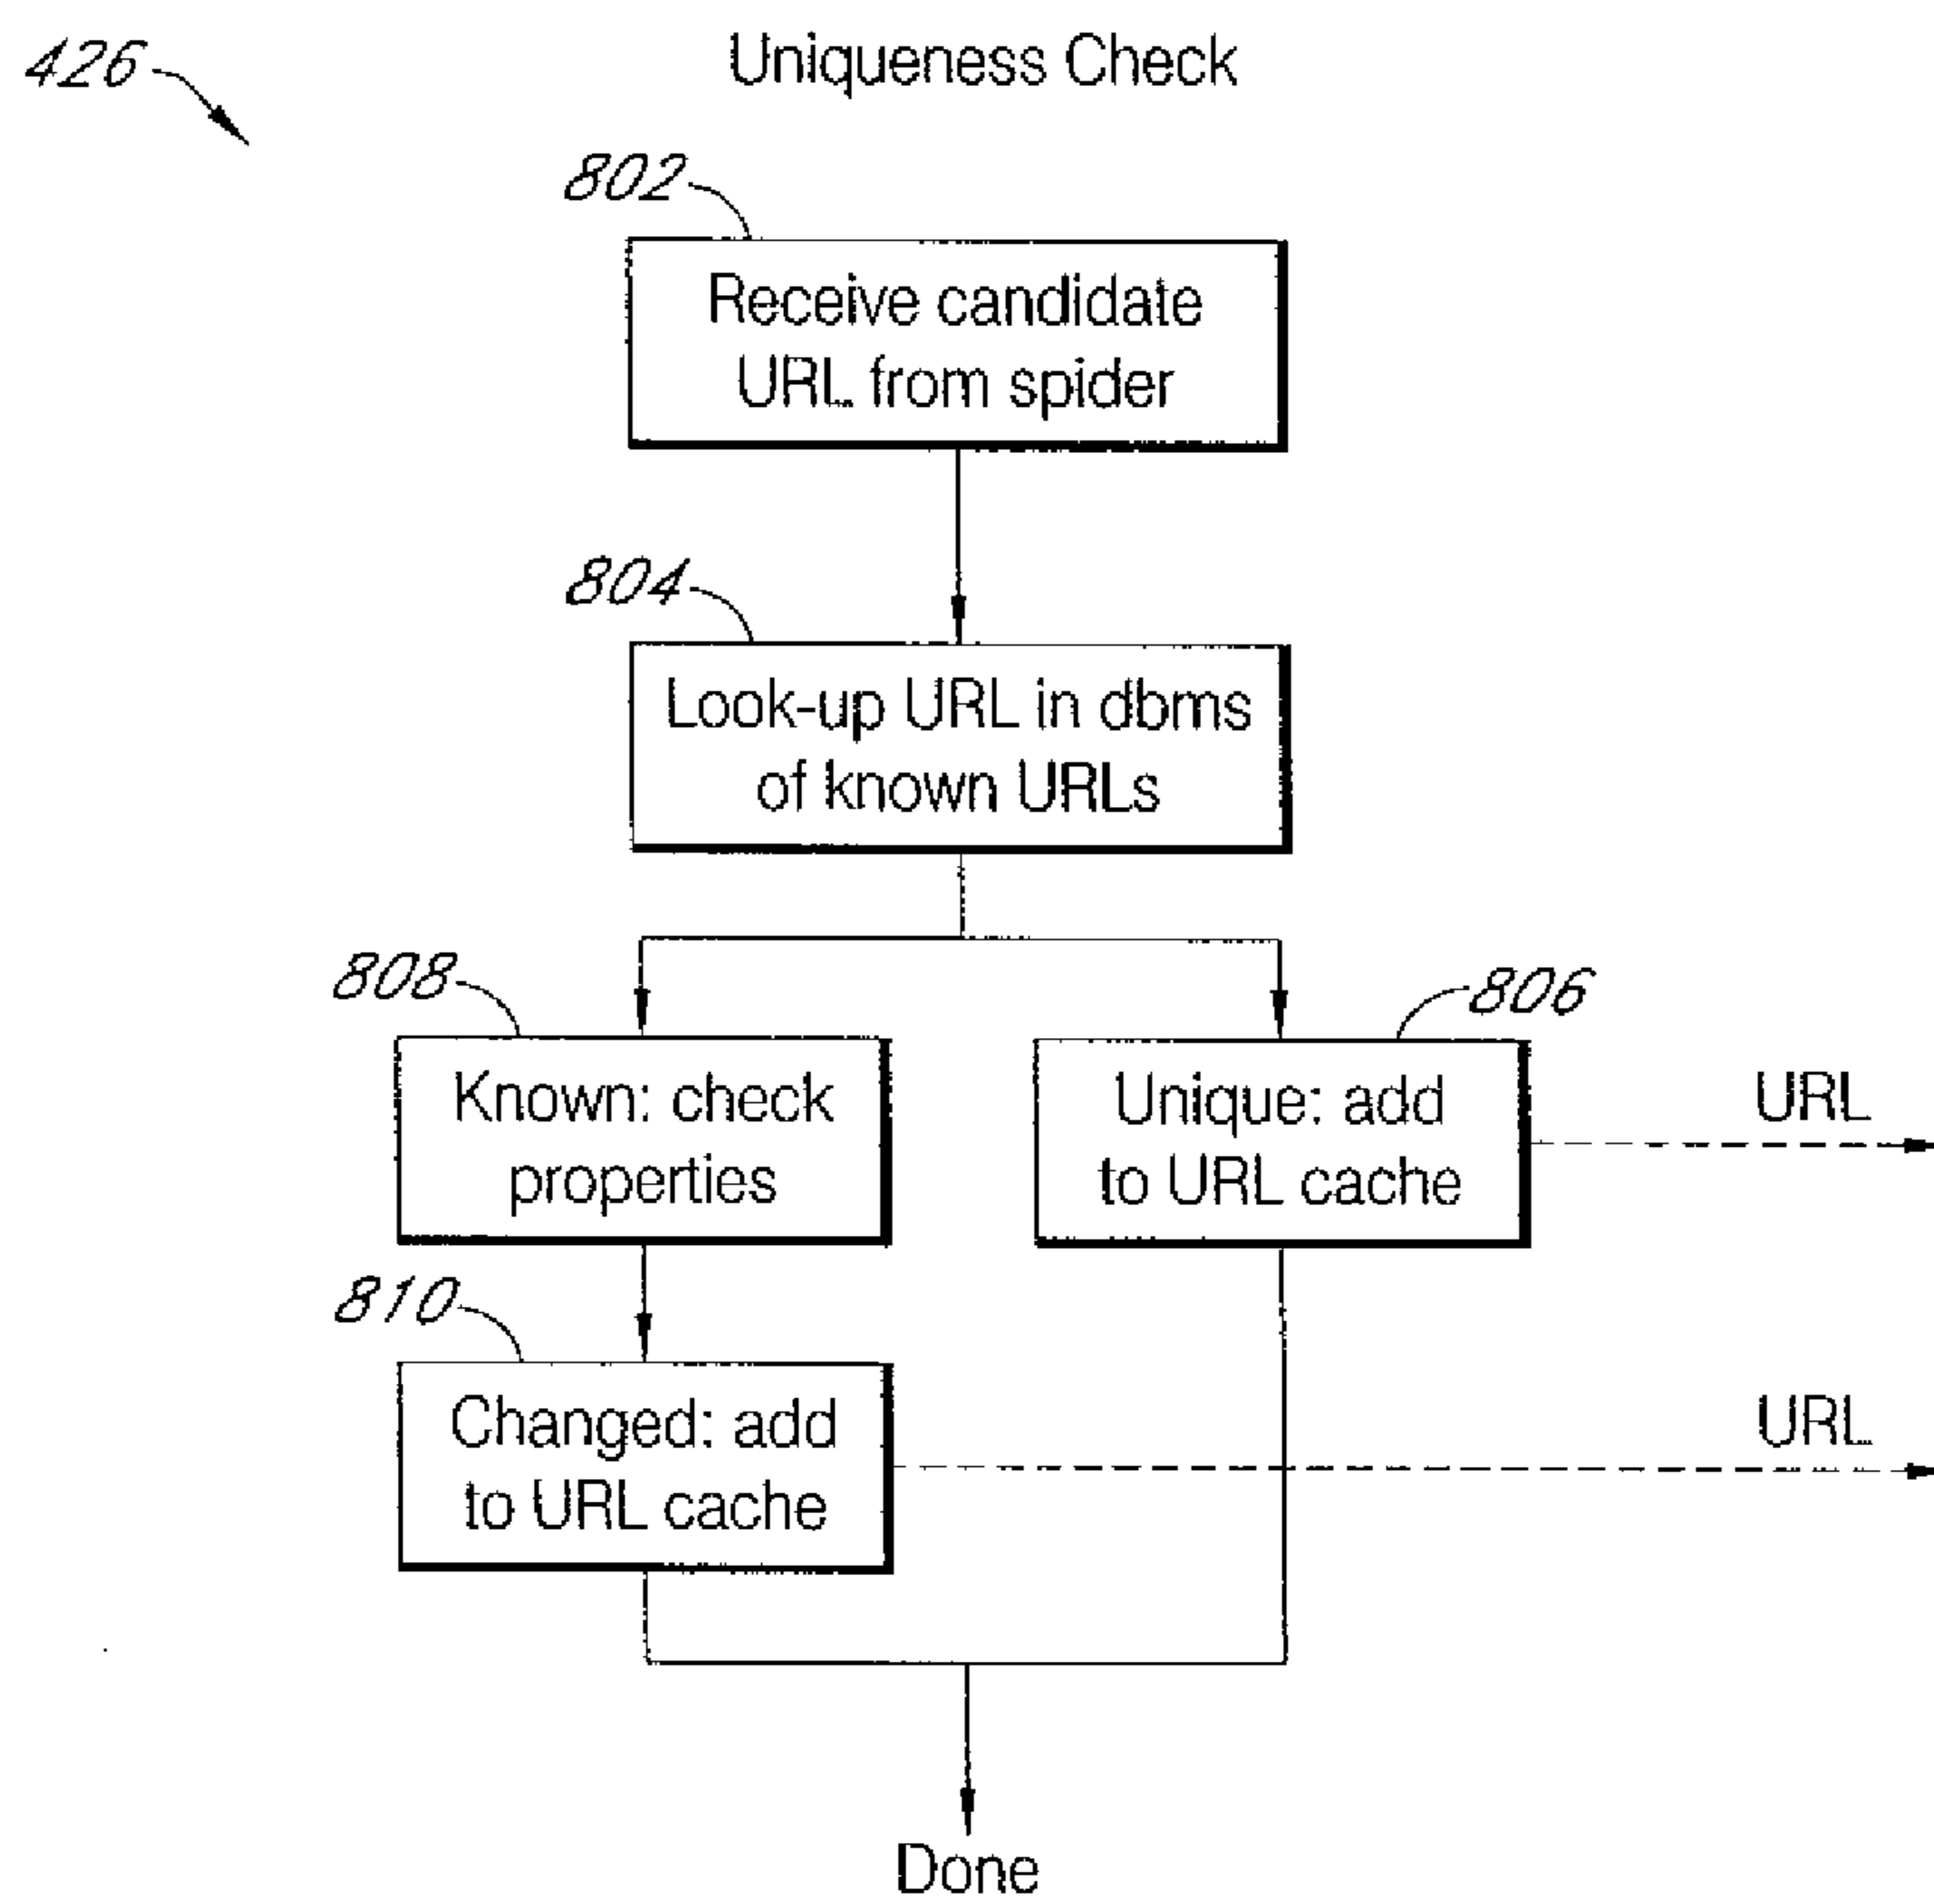 426
Uniqueness Check
802
Receive candidate
URL from spider
804
Look-up URL in dbms
of known URLs
808
806
Known: check
properties
Unique: add
to URL cache
URL
810
Changed: add
to URL cache
URL
Done